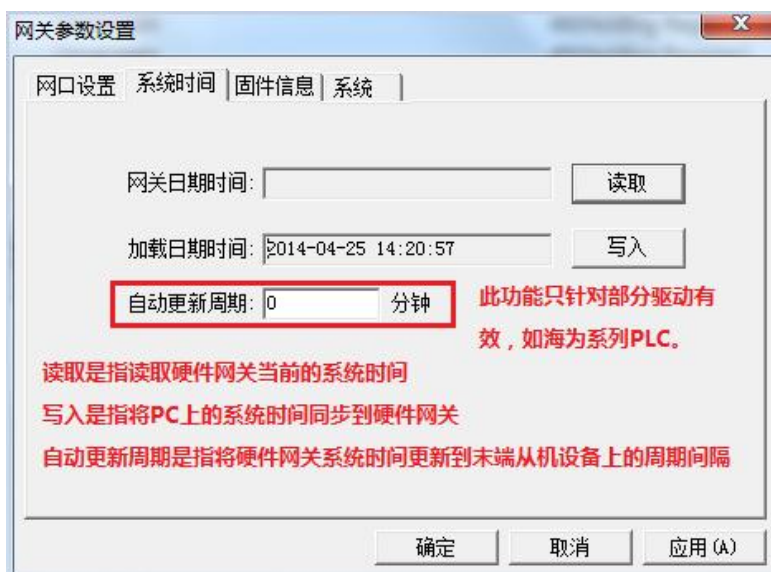 网关参数设置
网口设置 系统时间 固件信息 系统
网关日期时间: 读取
加载日期时间: 2014-04-25 14:20:57 写入
自动更新周期: 0 分钟
此功能只针对部分驱动有
效，如海为系列PLC。
读取是指读取硬件网关当前的系统时间
写入是指将PC上的系统时间同步到硬件网关
自动更新周期是指将硬件网关系统时间更新到末端从机设备上的周期间隔
确定 取消 应用(A)